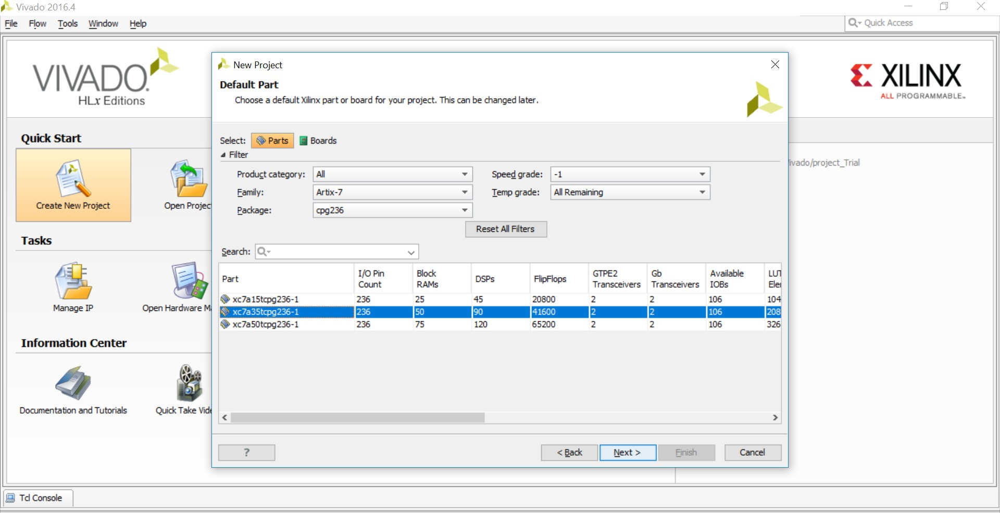 Vivado 2016.4
File Flow Tools Window Help
Quick Access
VIVADO.
HLx Editions
XILINX
ALL PROGRAMMABLE™
New Project
Default Part
Choose a default Xilinx part or board for your project. This can be changed later.
Quick Start
Create New Project
Open Projec
ivado/project_Trial
Tasks
Manage IP
Open Hardware Ma
Information Center
Documentation and Tutorials
Quick Take Vide
Select: Parts Boards
Filter
Product category: All Speed grade: -1
Family: Artix-7 Temp grade: All Remaining
Package: cpg236
Reset All Filters
Search:
Part I/O Pin Count Block RAMs DSPs FlipFlops GTPE2 Transceivers Gb Transceivers Available IOBs LUT Eler
xc7a15tcpg236-1 236 25 45 20800 2 2 106 104
xc7a35tcpg236-1 236 50 90 41600 2 2 106 208
xc7a50tcpg236-1 236 75 120 65200 2 2 106 326
? < Back Next > Finish Cancel
Tcl Console